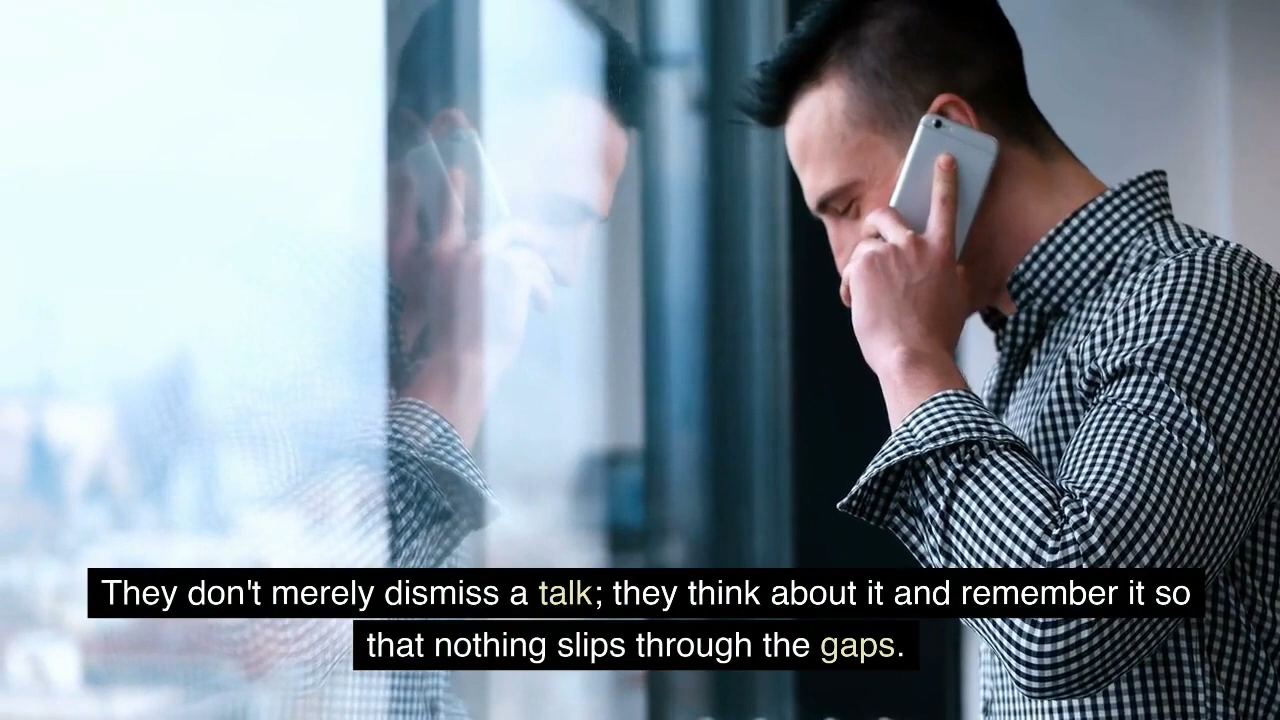 They don't merely dismiss a talk; they think about it and remember it so
that nothing slips through the gaps.